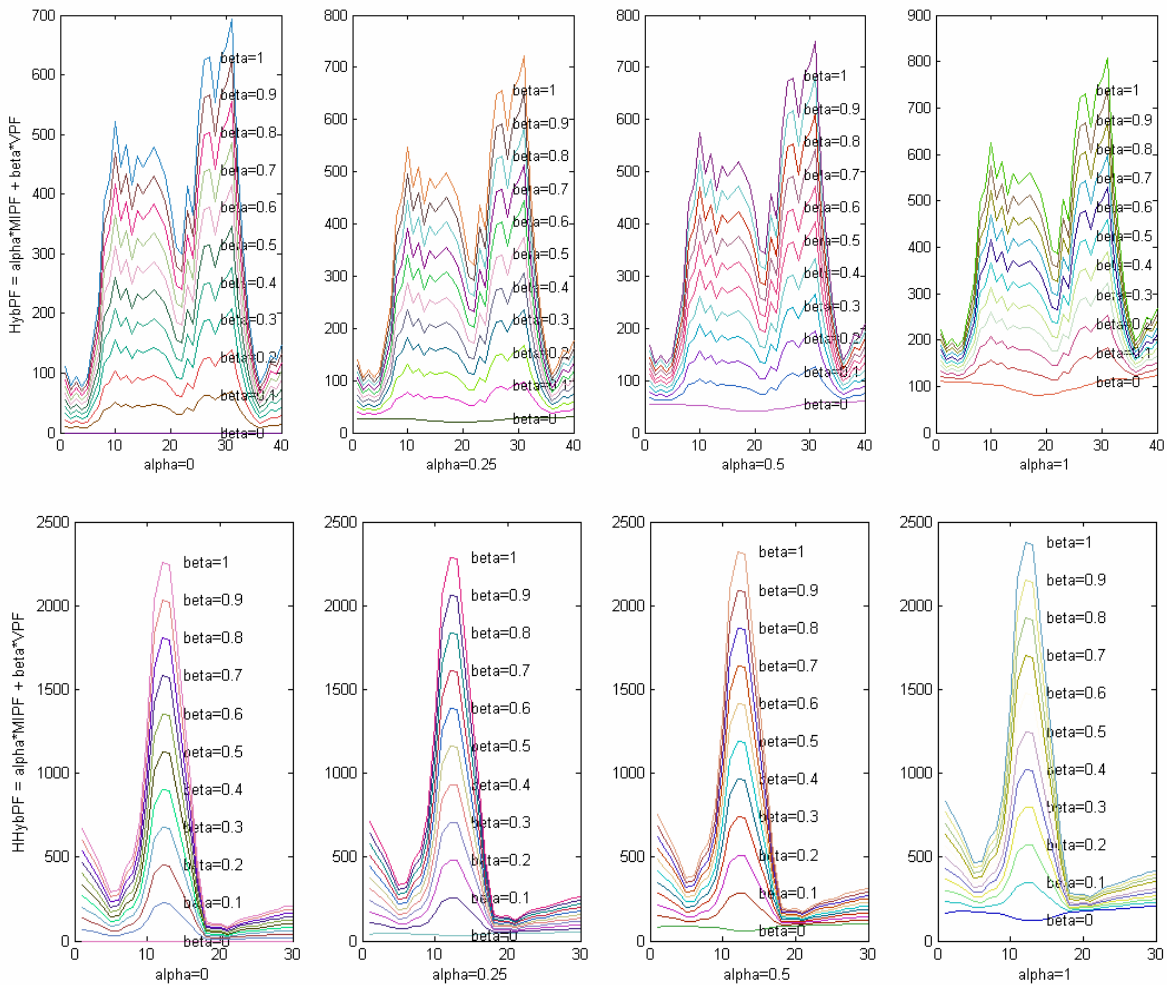 HybPF = alpha*MIPF + beta*VPF
700
600
500
400
300
200
100
0
beta=1
beta=0.9
beta=0.8
beta=0.7
beta=0.6
beta=0.5
beta=0.4
beta=0.3
beta=0.2
beta=0.1
beta=0
0 10 20 30 40
alpha=0
800
700
600
500
400
300
200
100
0
beta=1
beta=0.9
beta=0.8
beta=0.7
beta=0.6
beta=0.5
beta=0.4
beta=0.3
beta=0.2
beta=0.1
beta=0
0 10 20 30 40
alpha=0.25
800
700
600
500
400
300
200
100
0
beta=1
beta=0.9
beta=0.8
beta=0.7
beta=0.6
beta=0.5
beta=0.4
beta=0.3
beta=0.2
beta=0.1
beta=0
0 10 20 30 40
alpha=0.5
900
800
700
600
500
400
300
200
100
0
beta=1
beta=0.9
beta=0.8
beta=0.7
beta=0.6
beta=0.5
beta=0.4
beta=0.3
beta=0.2
beta=0.1
beta=0
0 10 20 30 40
alpha=1
HHybPF = alpha*MIPF + beta*VPF
2500
2000
1500
1000
500
0
beta=1
beta=0.9
beta=0.8
beta=0.7
beta=0.6
beta=0.5
beta=0.4
beta=0.3
beta=0.2
beta=0.1
beta=0
0 10 20 30
alpha=0
2500
2000
1500
1000
500
0
beta=1
beta=0.9
beta=0.8
beta=0.7
beta=0.6
beta=0.5
beta=0.4
beta=0.3
beta=0.2
beta=0.1
beta=0
0 10 20 30
alpha=0.25
2500
2000
1500
1000
500
0
beta=1
beta=0.9
beta=0.8
beta=0.7
beta=0.6
beta=0.5
beta=0.4
beta=0.3
beta=0.2
beta=0.1
beta=0
0 10 20 30
alpha=0.5
2500
2000
1500
1000
500
0
beta=1
beta=0.9
beta=0.8
beta=0.7
beta=0.6
beta=0.5
beta=0.4
beta=0.3
beta=0.2
beta=0.1
beta=0
0 10 20 30
alpha=1